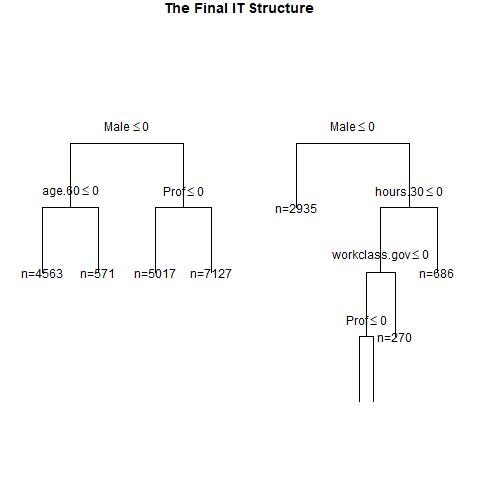 The Final IT Structure
Male ≤ 0
Male ≤ 0
age.60 ≤ 0
Prof ≤ 0
hours.30 ≤ 0
n=2935
workclass.gov ≤ 0
n=4563
n=571
n=5017
n=7127
n=686
Prof ≤ 0
n=270